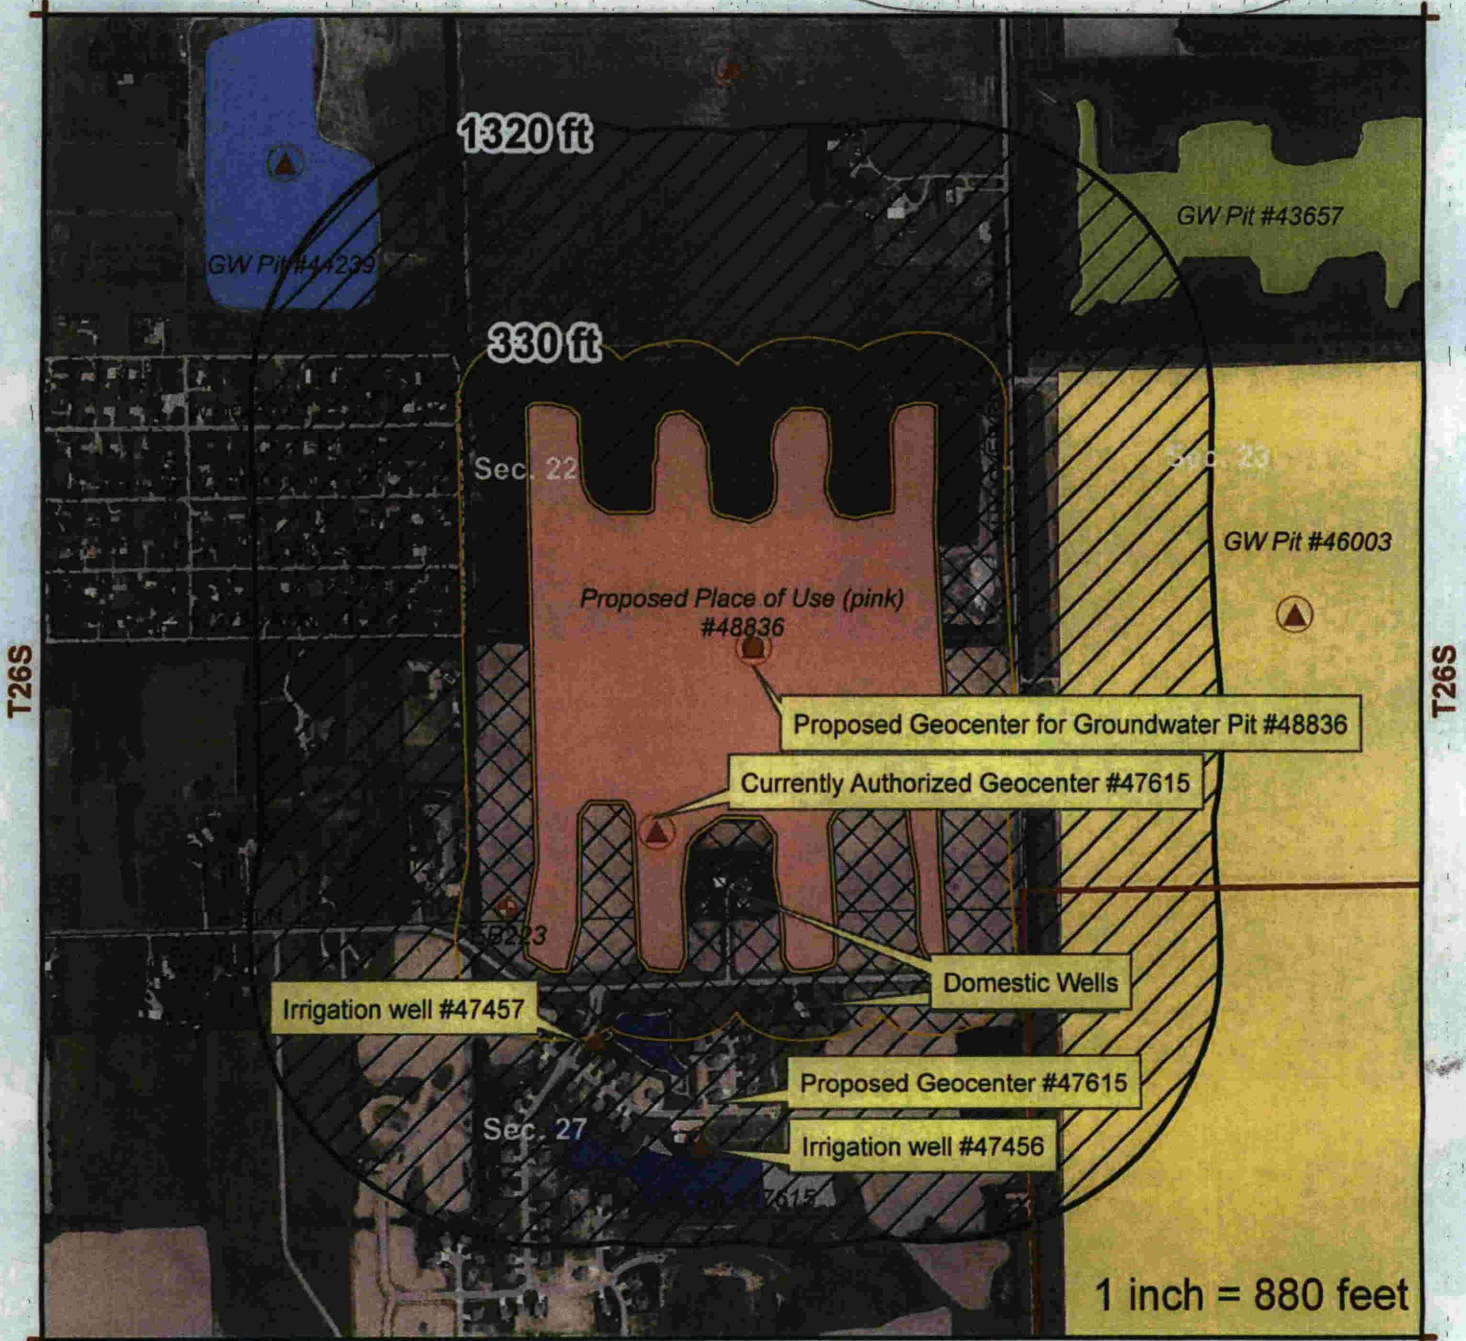 1320 ft
GW Pit #43657
GW Pit #44239
330 ft
Sec. 22
Sec. 23
GW Pit #46003
Proposed Place of Use (pink)
#48836
T26S
T26S
Proposed Geocenter for Groundwater Pit #48836
Currently Authorized Geocenter #47615
Domestic Wells
Irrigation well #47457
Proposed Geocenter #47615
Sec. 27
Irrigation well #47456
1 inch = 880 feet